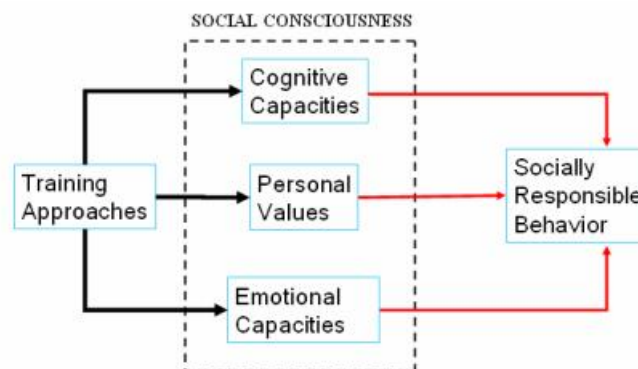 SOCIAL CONSCIOUSNESS
Cognitive
Capacities
Training
Approaches
Personal
Values
Socially
Responsible
Behavior
Emotional
Capacities